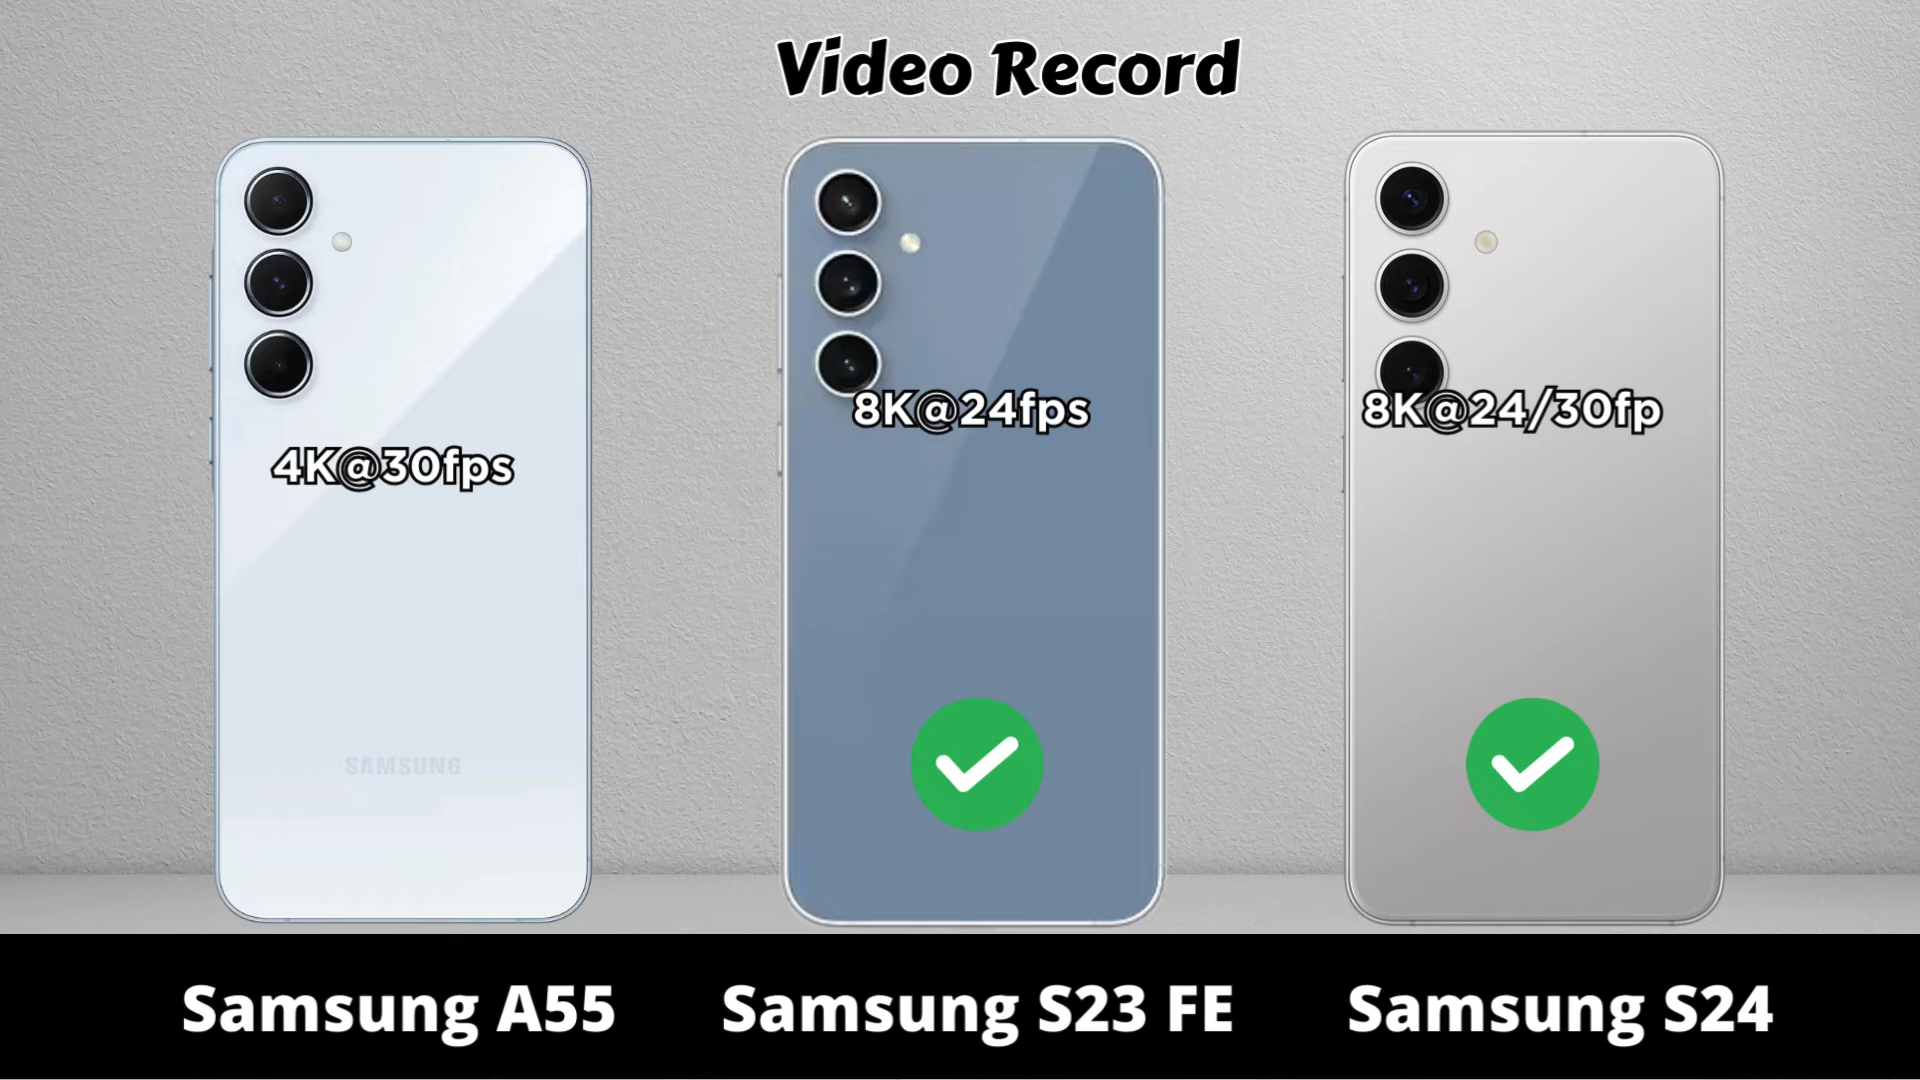 Video Record
4K@30fps
8K@24fps
8K@24/30fp
SAMSUNG
Samsung A55
Samsung S23 FE
Samsung S24